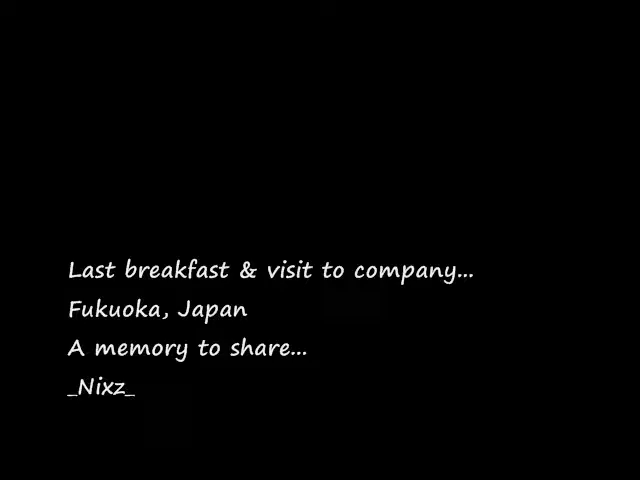 Last breakfast & visit to company...
Fukuoka, Japan
A memory to share...
_Nixz_